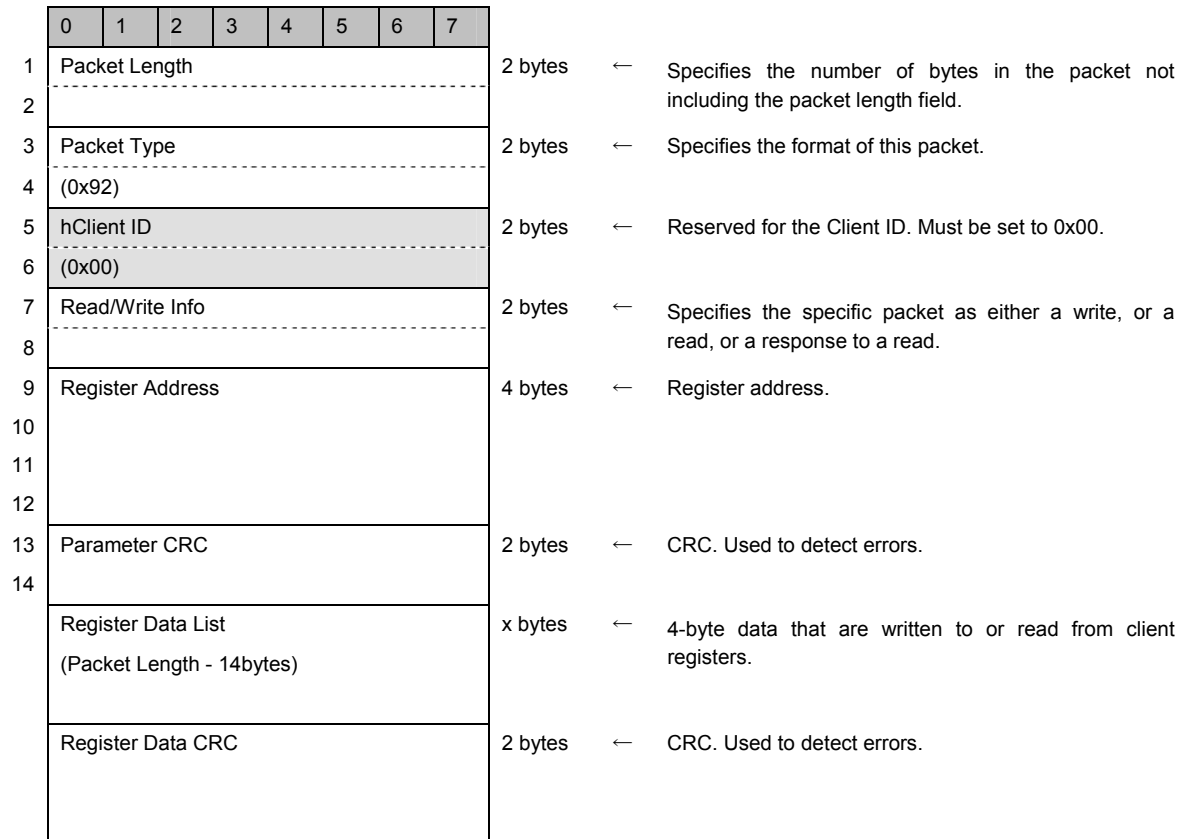 0 1 2 3 4 5 6 7
1 Packet Length 2 bytes ← Specifies the number of bytes in the packet not
including the packet length field.
2
3 Packet Type 2 bytes ← Specifies the format of this packet.
4 (0x92)
5 hClient ID 2 bytes ← Reserved for the Client ID. Must be set to 0x00.
6 (0x00)
7 Read/Write Info 2 bytes ← Specifies the specific packet as either a write, or a
read, or a response to a read.
8
9 Register Address 4 bytes ← Register address.
10
11
12
13 Parameter CRC 2 bytes ← CRC. Used to detect errors.
14
Register Data List x bytes ← 4-byte data that are written to or read from client
registers.
(Packet Length - 14bytes)
Register Data CRC 2 bytes ← CRC. Used to detect errors.